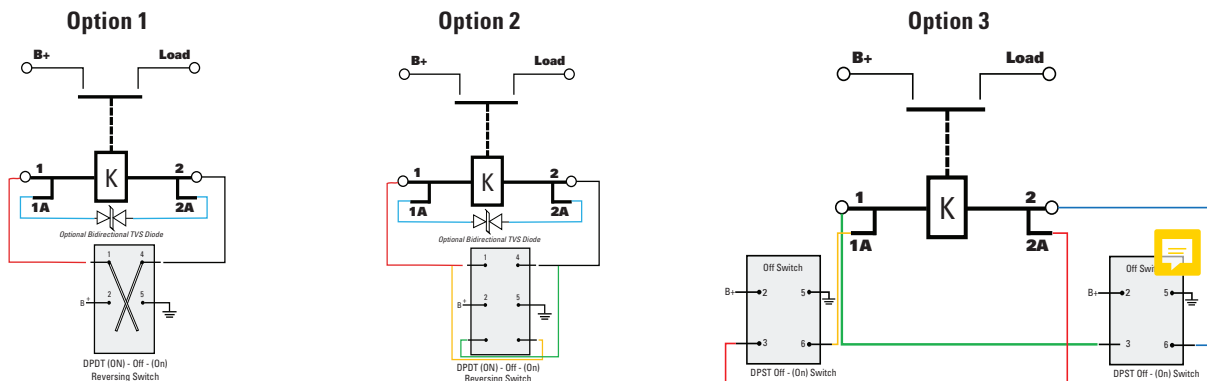 Option 1
B+
Load
1
K
2
1A
2A
Optional Bidirectional TVS Diode
1
4
B+
2
5
DPDT (ON) - Off - (On)
Reversing Switch
Option 2
B+
Load
1
K
2
1A
2A
Optional Bidirectional TVS Diode
1
4
B+
2
5
DPDT (ON) - Off - (On)
Reversing Switch
Option 3
B+
Load
1
K
2
1A
2A
Off Switch
B+
2
5
3
6
DPST Off - (On) Switch
Off
B+
2
5
3
6
DPST Off - (On) Switch